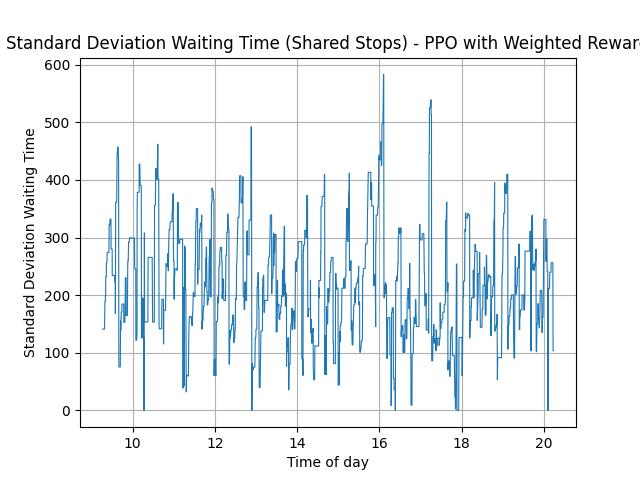 Standard Deviation Waiting Time (Shared Stops) - PPO with Weighted Rewar
600
500
400
300
200
100
0
Standard Deviation Waiting Time
10 12 14 16 18 20
Time of day